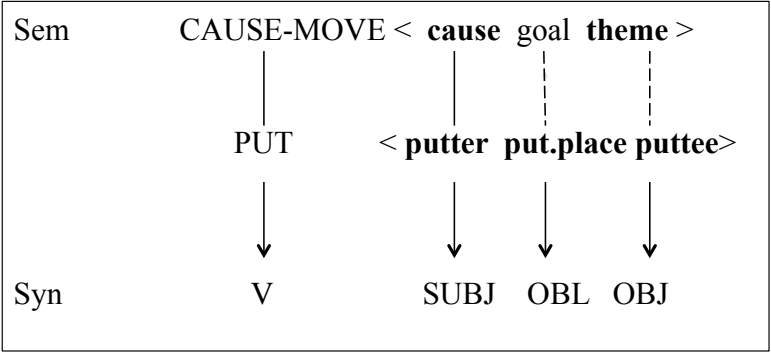 Sem CAUSE-MOVE < cause goal theme >
PUT < putter put.place puttee>
Syn V SUBJ OBL OBJ